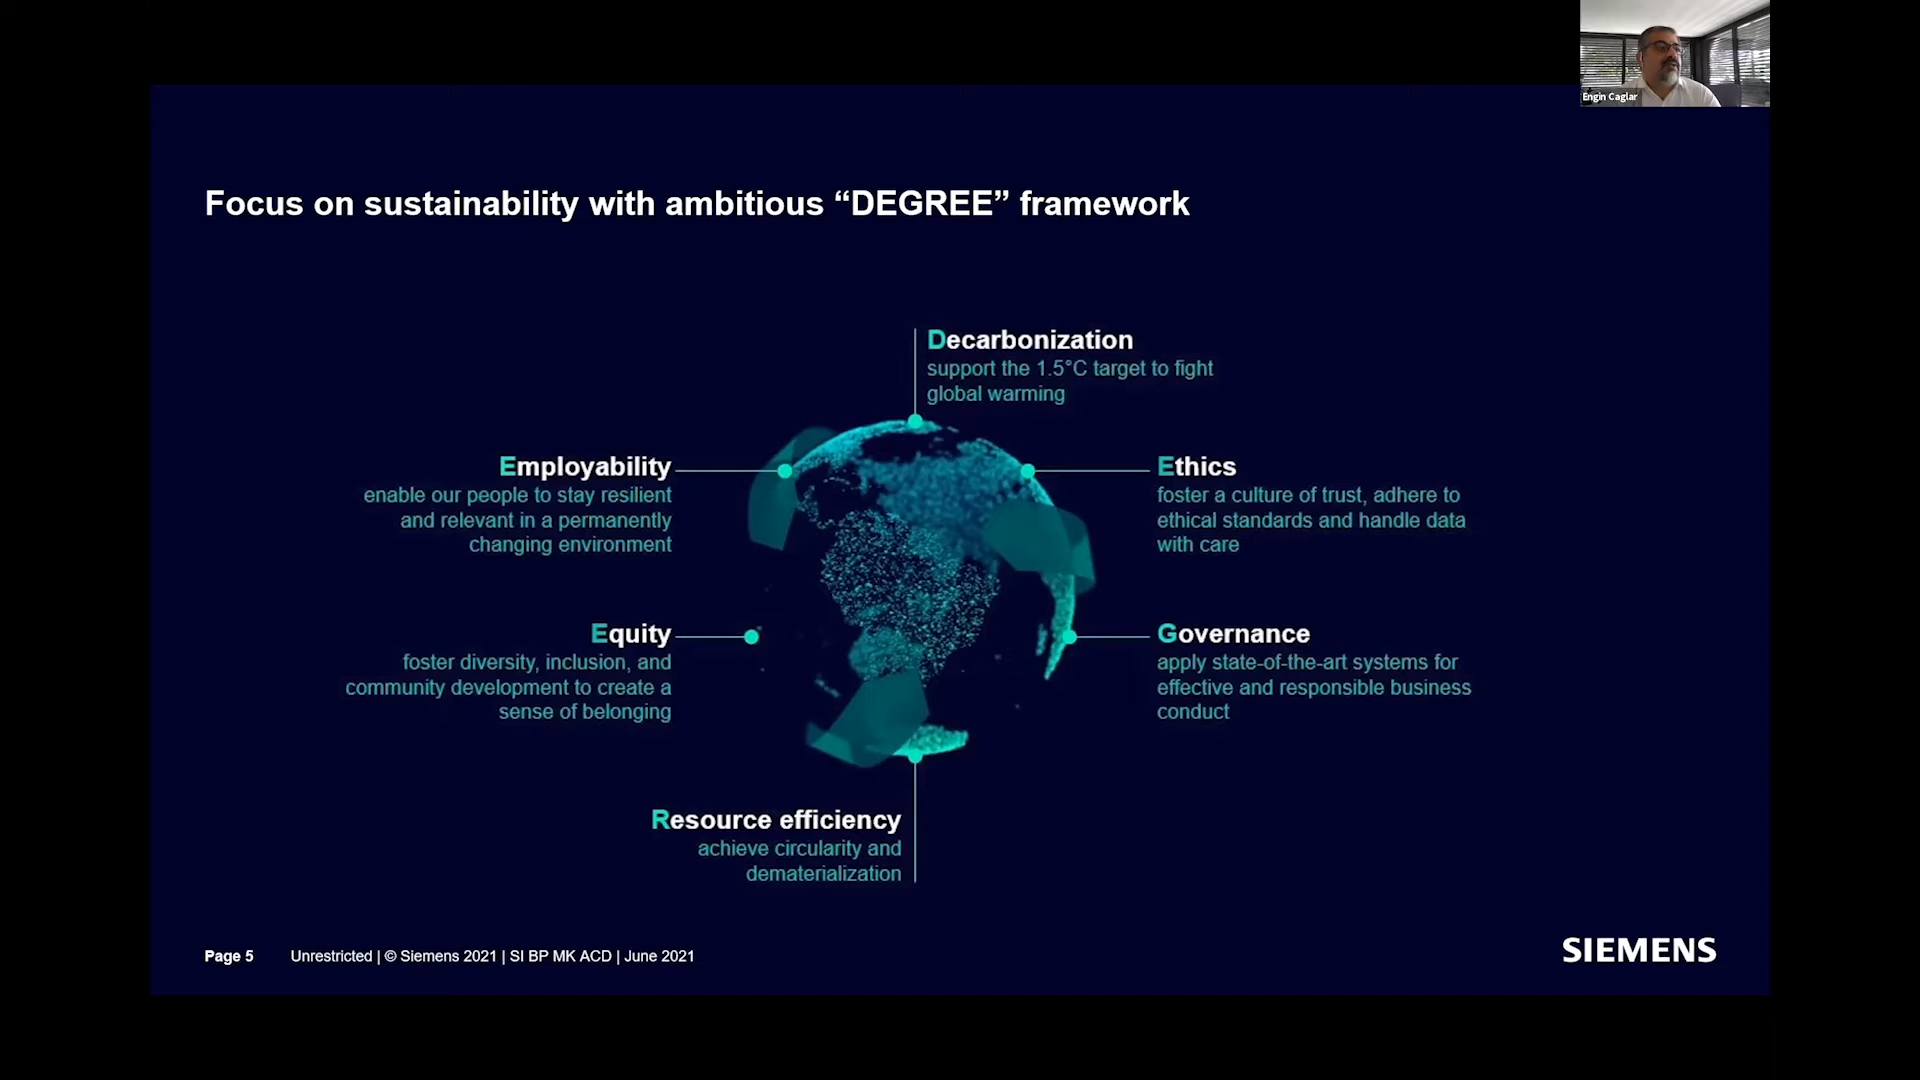 Engin Caglar
Focus on sustainability with ambitious “DEGREE” framework
Decarbonization
support the 1.5°C target to fight
global warming
Employability
enable our people to stay resilient
and relevant in a permanently
changing environment
Ethics
foster a culture of trust, adhere to
ethical standards and handle data
with care
Equity
foster diversity, inclusion, and
community development to create a
sense of belonging
Governance
apply state-of-the-art systems for
effective and responsible business
conduct
Resource efficiency
achieve circularity and
dematerialization
Page 5 Unrestricted | © Siemens 2021 | SI BP MK ACD | June 2021
SIEMENS